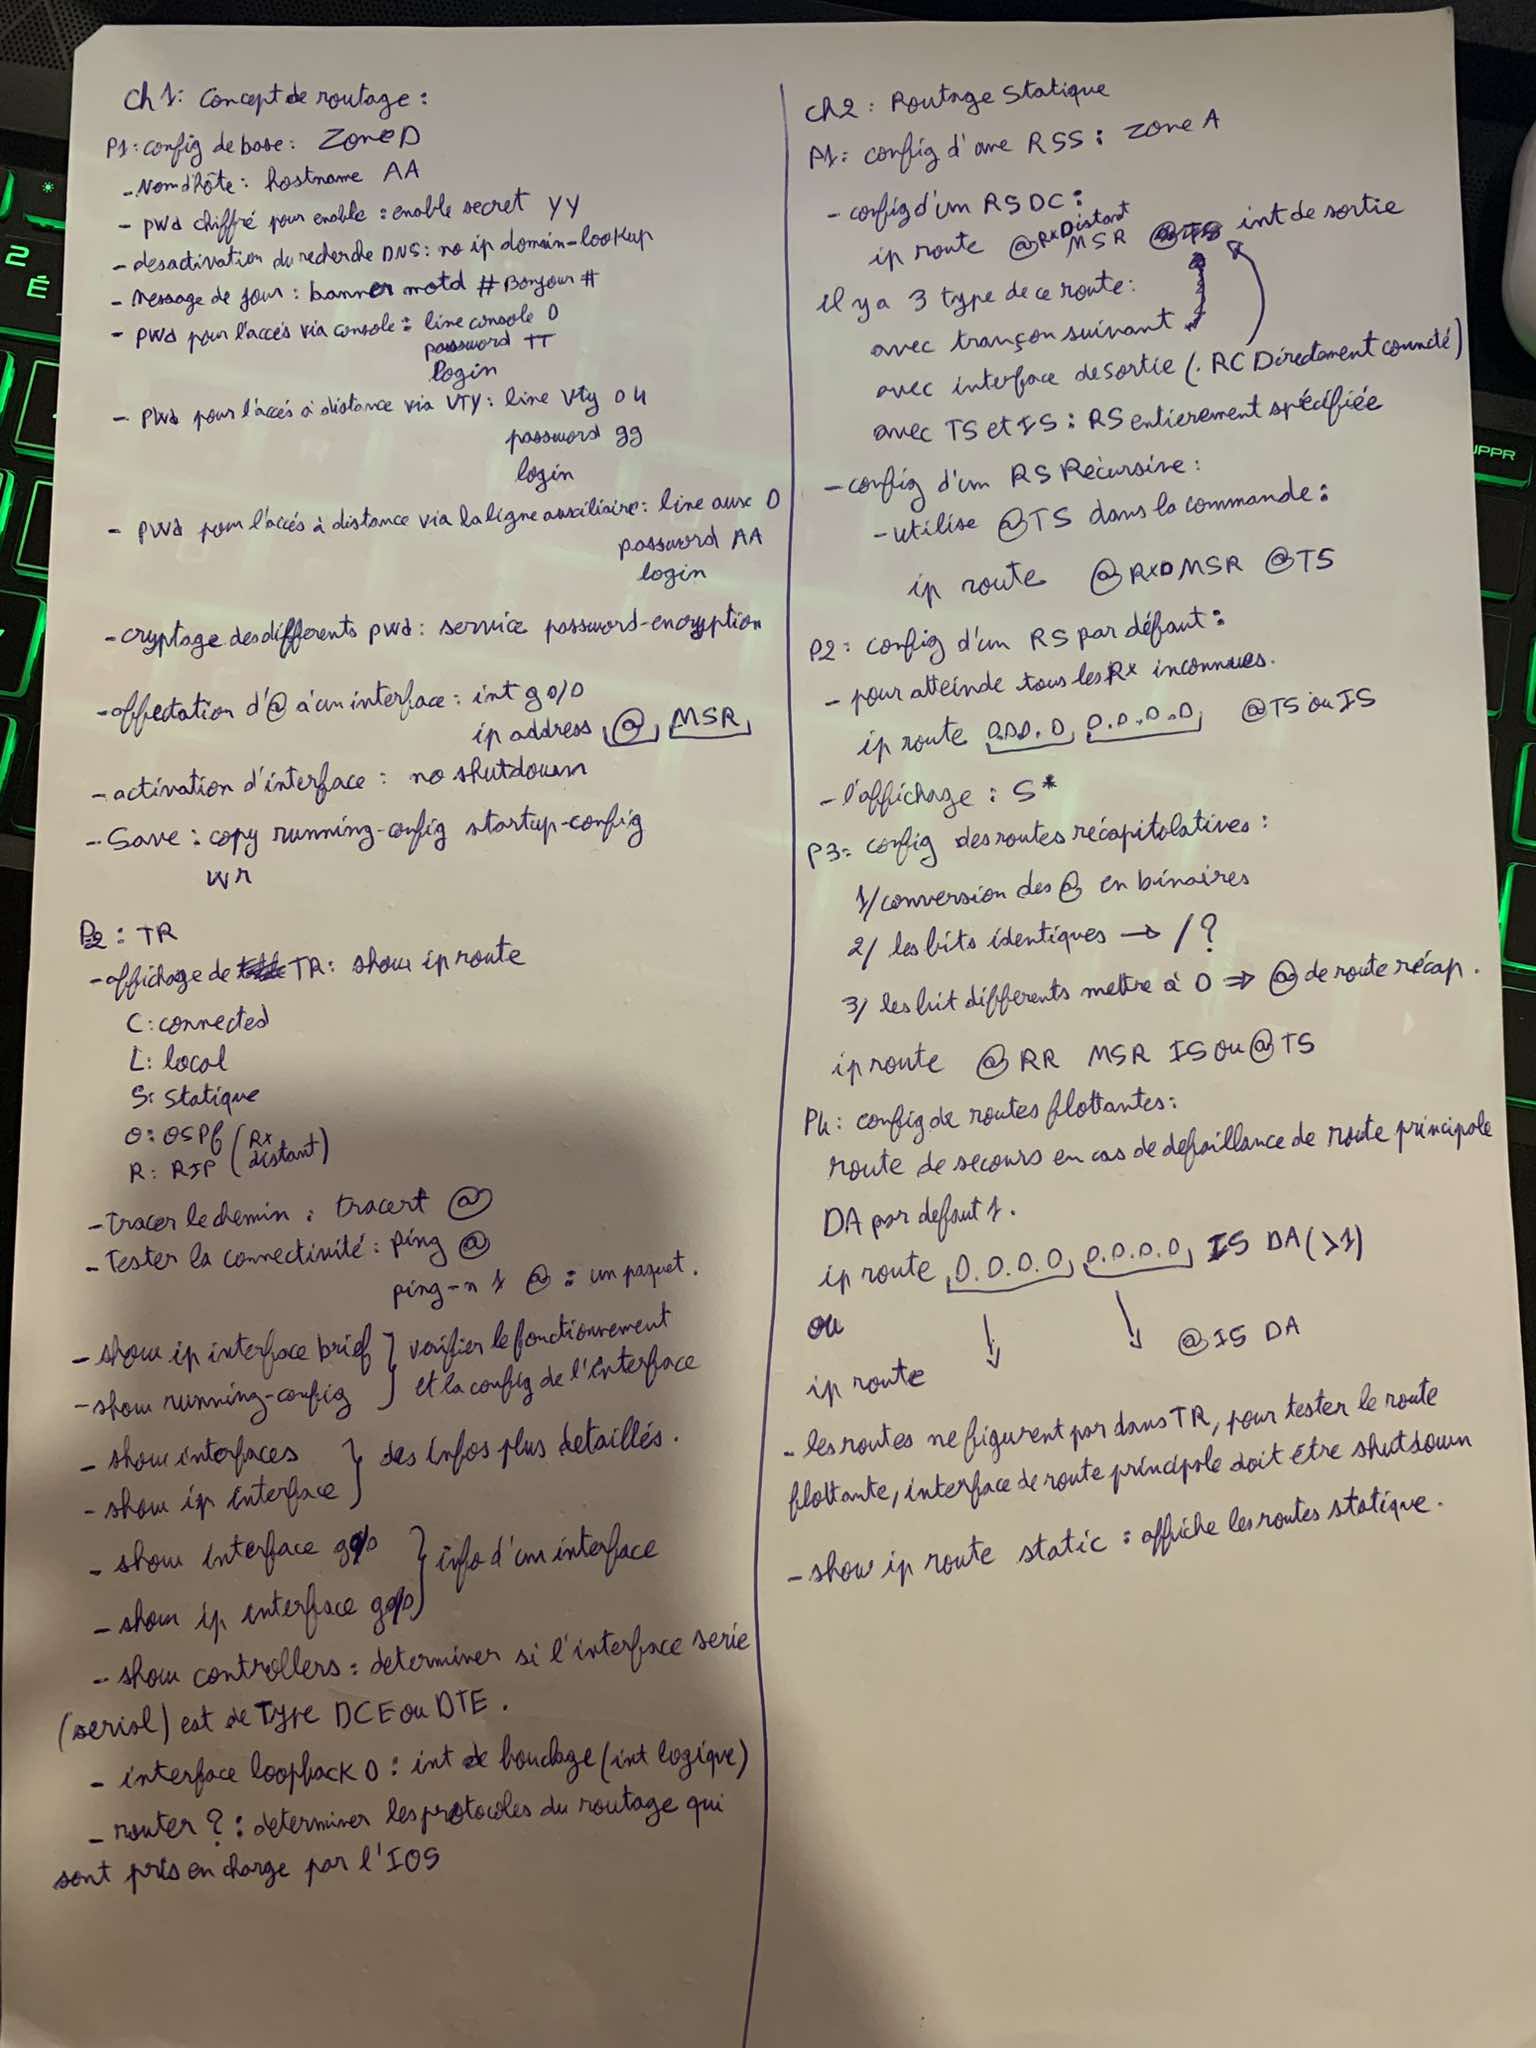 Ch 1: Concept de routage :
P1: config de base: Zone D
- Nom d'hôte: hostname AA
- pwd chiffré pour enable : enable secret yy
- desactivation du recherche DNS: no ip domain-lookup
- Message de jour : banner motd # Bonjour #
- pwd pour l'accés via console : line console 0
password TT
login
- Pwd pour l'accés à distance via VTY: line vty 0 4
password gg
login
- Pwd pour l'accés à distance via la ligne auxiliaire: line aux 0
password AA
login
- cryptage des différents pwd: service password-encryption
- affectation d'@ à un interface: int g0/0
ip address @ MSR
- activation d'interface : no shutdown
- Save : copy running-config startup-config
wr
P2 : TR
- affichage de TR: show ip route
C: connected
L: local
S: statique
O: OSPf (Rx
R: RIP distant)
- Tracer le chemin : tracert @
- Tester la connectivité : ping @
ping -n 1 @ : un paquet.
- show ip interface brief } verifier le fonctionnement
- show running-config } et la config de l'interface
- show interfaces } des infos plus detaillés.
- show ip interface
- show interface g0/0 } info d'un interface
- show ip interface g0/0
- show controllers : determiner si l'interface serie
(serial) est de Type DCE ou DTE.
- interface loopback 0 : int de bouclage (int logique)
- router ? : determiner les protocoles du routage qui
sont pris en charge par l'IOS
Ch2 : Routage Statique
P1: config d'une RSS : Zone A
- config d'un RS DC :
ip route @Rx Distant MSR @TS int de sortie
il y a 3 type de ce route:
avec trançon suivant
avec interface de sortie (. RC Directement connecté)
avec TS et IS : RS entierement spécifiée
- config d'un RS Récursive:
- utilise @TS dans la commande :
ip route @RxD MSR @TS
P2 : config d'un RS par défaut :
- pour atteinde tous les Rx inconnues.
ip route 0.0.0.0 0.0.0.0 @TS ou IS
- l'affichage : S*
P3: config des routes récapitolatives :
1/ conversion des @ en binaires
2/ les bits identiques → /?
3/ les bit différents mettre à 0 ⇒ @ de route récap.
ip route @RR MSR IS ou @TS
P4: config de routes flottantes:
route de secours en cas de defaillance de route principale
DA par defaut 1.
ip route 0.0.0.0 0.0.0.0 IS DA (>1)
ou
ip route ↓ ↓ @IS DA
- les routes ne figurent pas dans TR, pour tester le route
flottante, interface de route principale doit être shutdown
- show ip route static : affiche les routes statique.